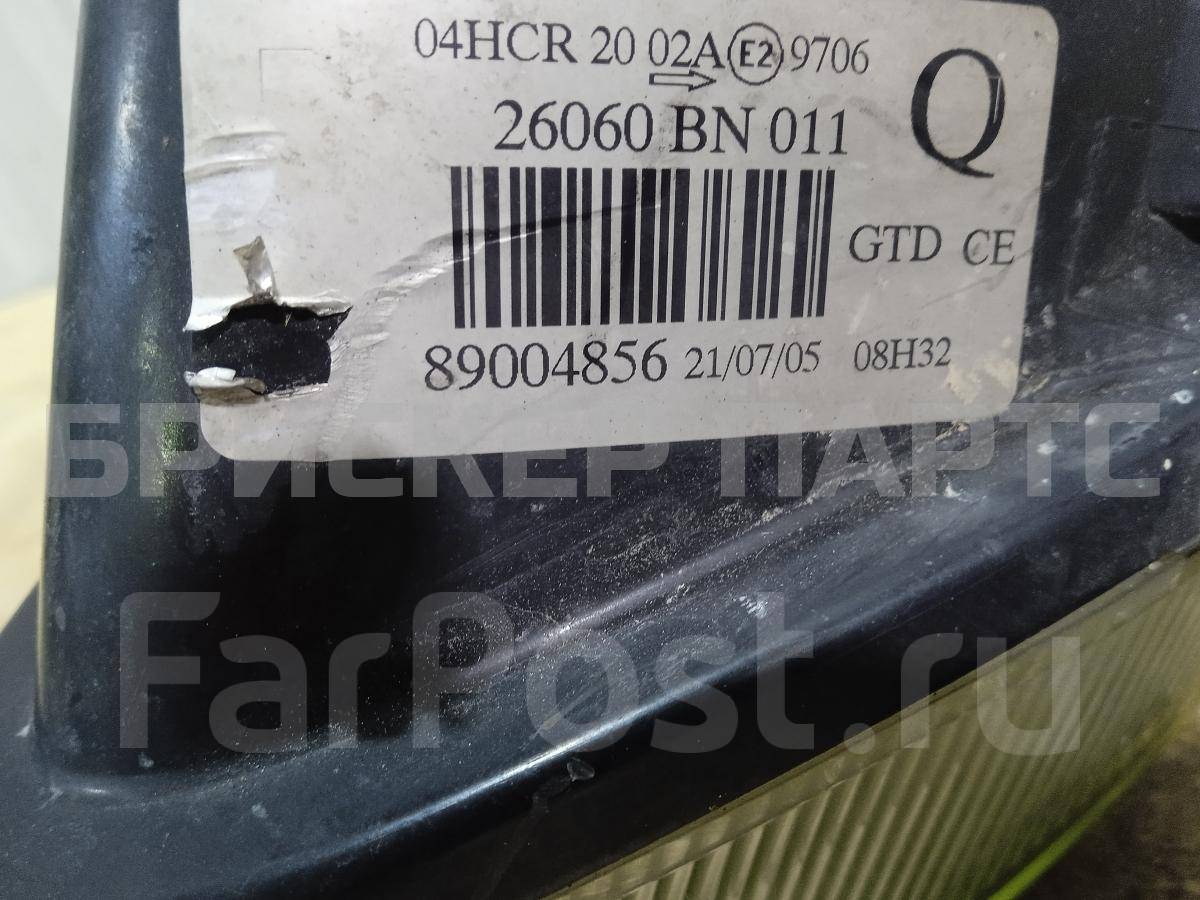 04HCR 20 02A E2 9706
Q
26060 BN 011
GTD CE
89004856 21/07/05 08H32
БРИСКЕР ПАРТС
FarPost.ru